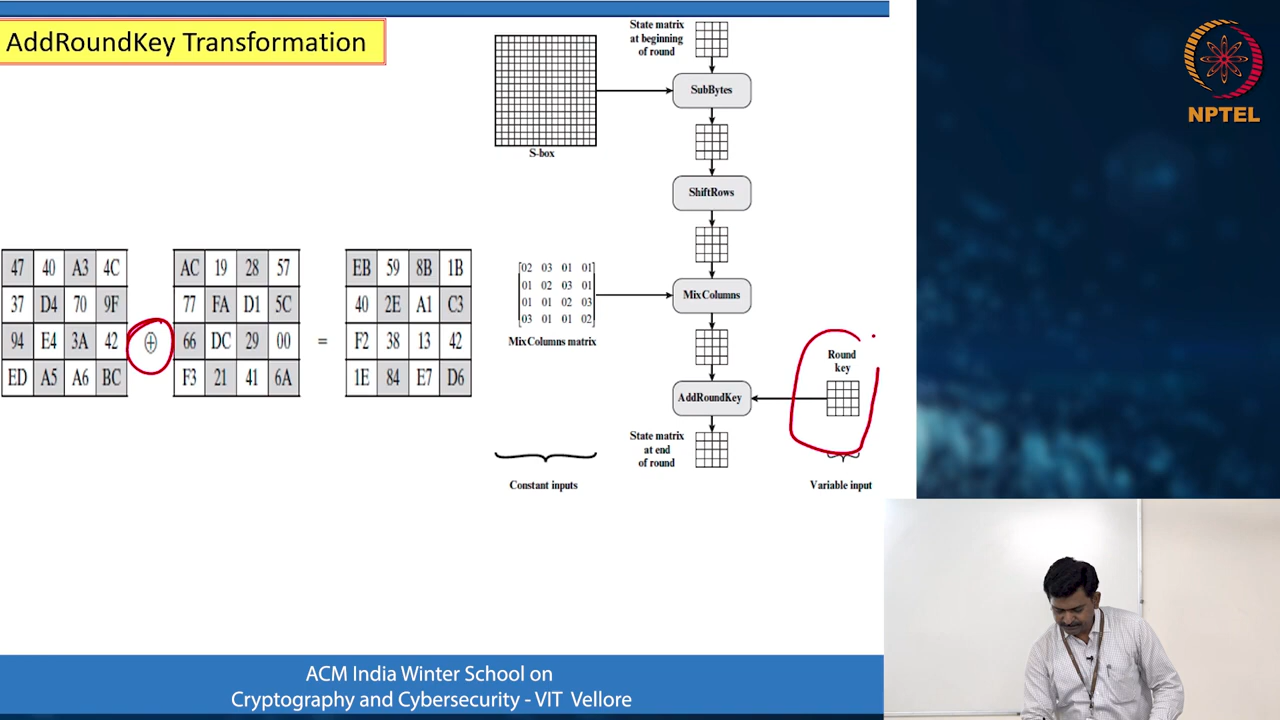 AddRoundKey Transformation
47 40 A3 4C
37 D4 70 9F
94 E4 3A 42
ED A5 A6 BC
⊕
AC 19 28 57
77 FA D1 5C
66 DC 29 00
F3 21 41 6A
=
EB 59 8B 1B
40 2E A1 C3
F2 38 13 42
1E 84 E7 D6
S-box
02 03 01 01
01 02 03 01
01 01 02 03
03 01 01 02
MixColumns matrix
Constant inputs
State matrix
at beginning
of round
SubBytes
ShiftRows
MixColumns
AddRoundKey
State matrix
at end
of round
Round
key
Variable input
NPTEL
ACM India Winter School on
Cryptography and Cybersecurity - VIT Vellore